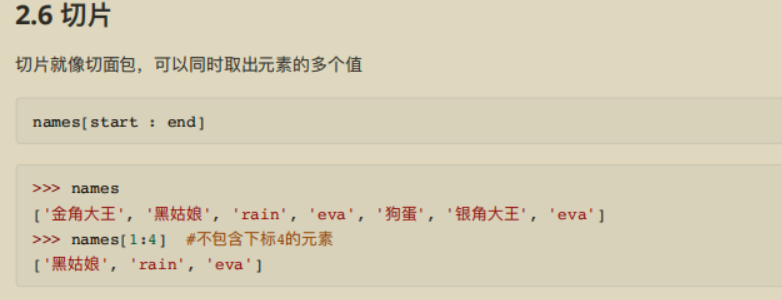 2.6 切片
切片就像切面包，可以同时取出元素的多个值
names[start : end]
>>> names
['金角大王', '黑姑娘', 'rain', 'eva', '狗蛋', '银角大王', 'eva']
>>> names[1:4]  #不包含下标4的元素
['黑姑娘', 'rain', 'eva']